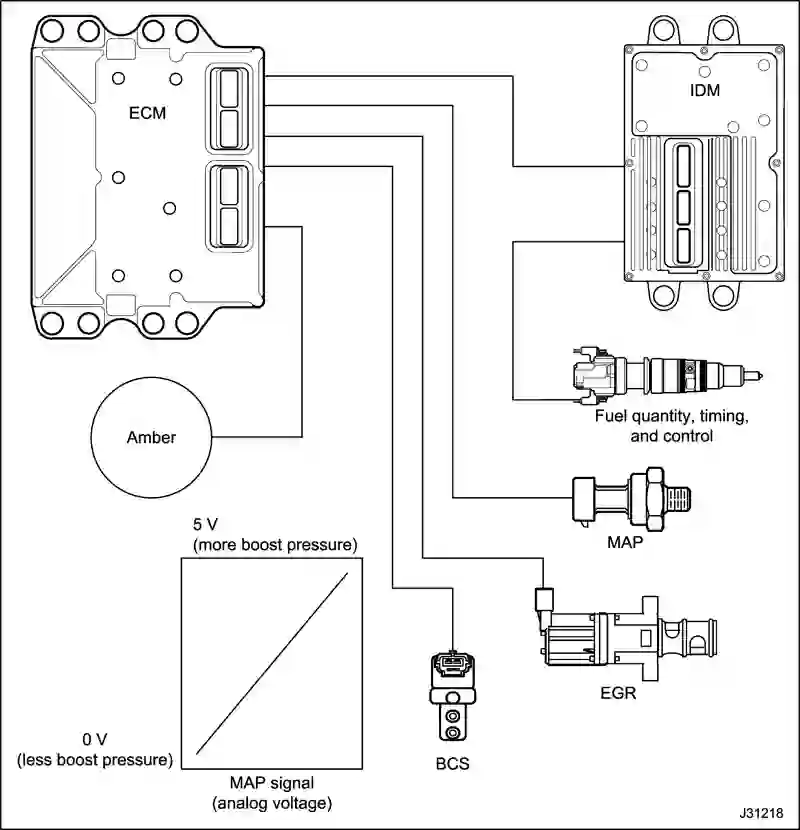 ECM
IDM
Amber
Fuel quantity, timing,
and control
MAP
5 V
(more boost pressure)
EGR
0 V
(less boost pressure)
BCS
MAP signal
(analog voltage)
J31218